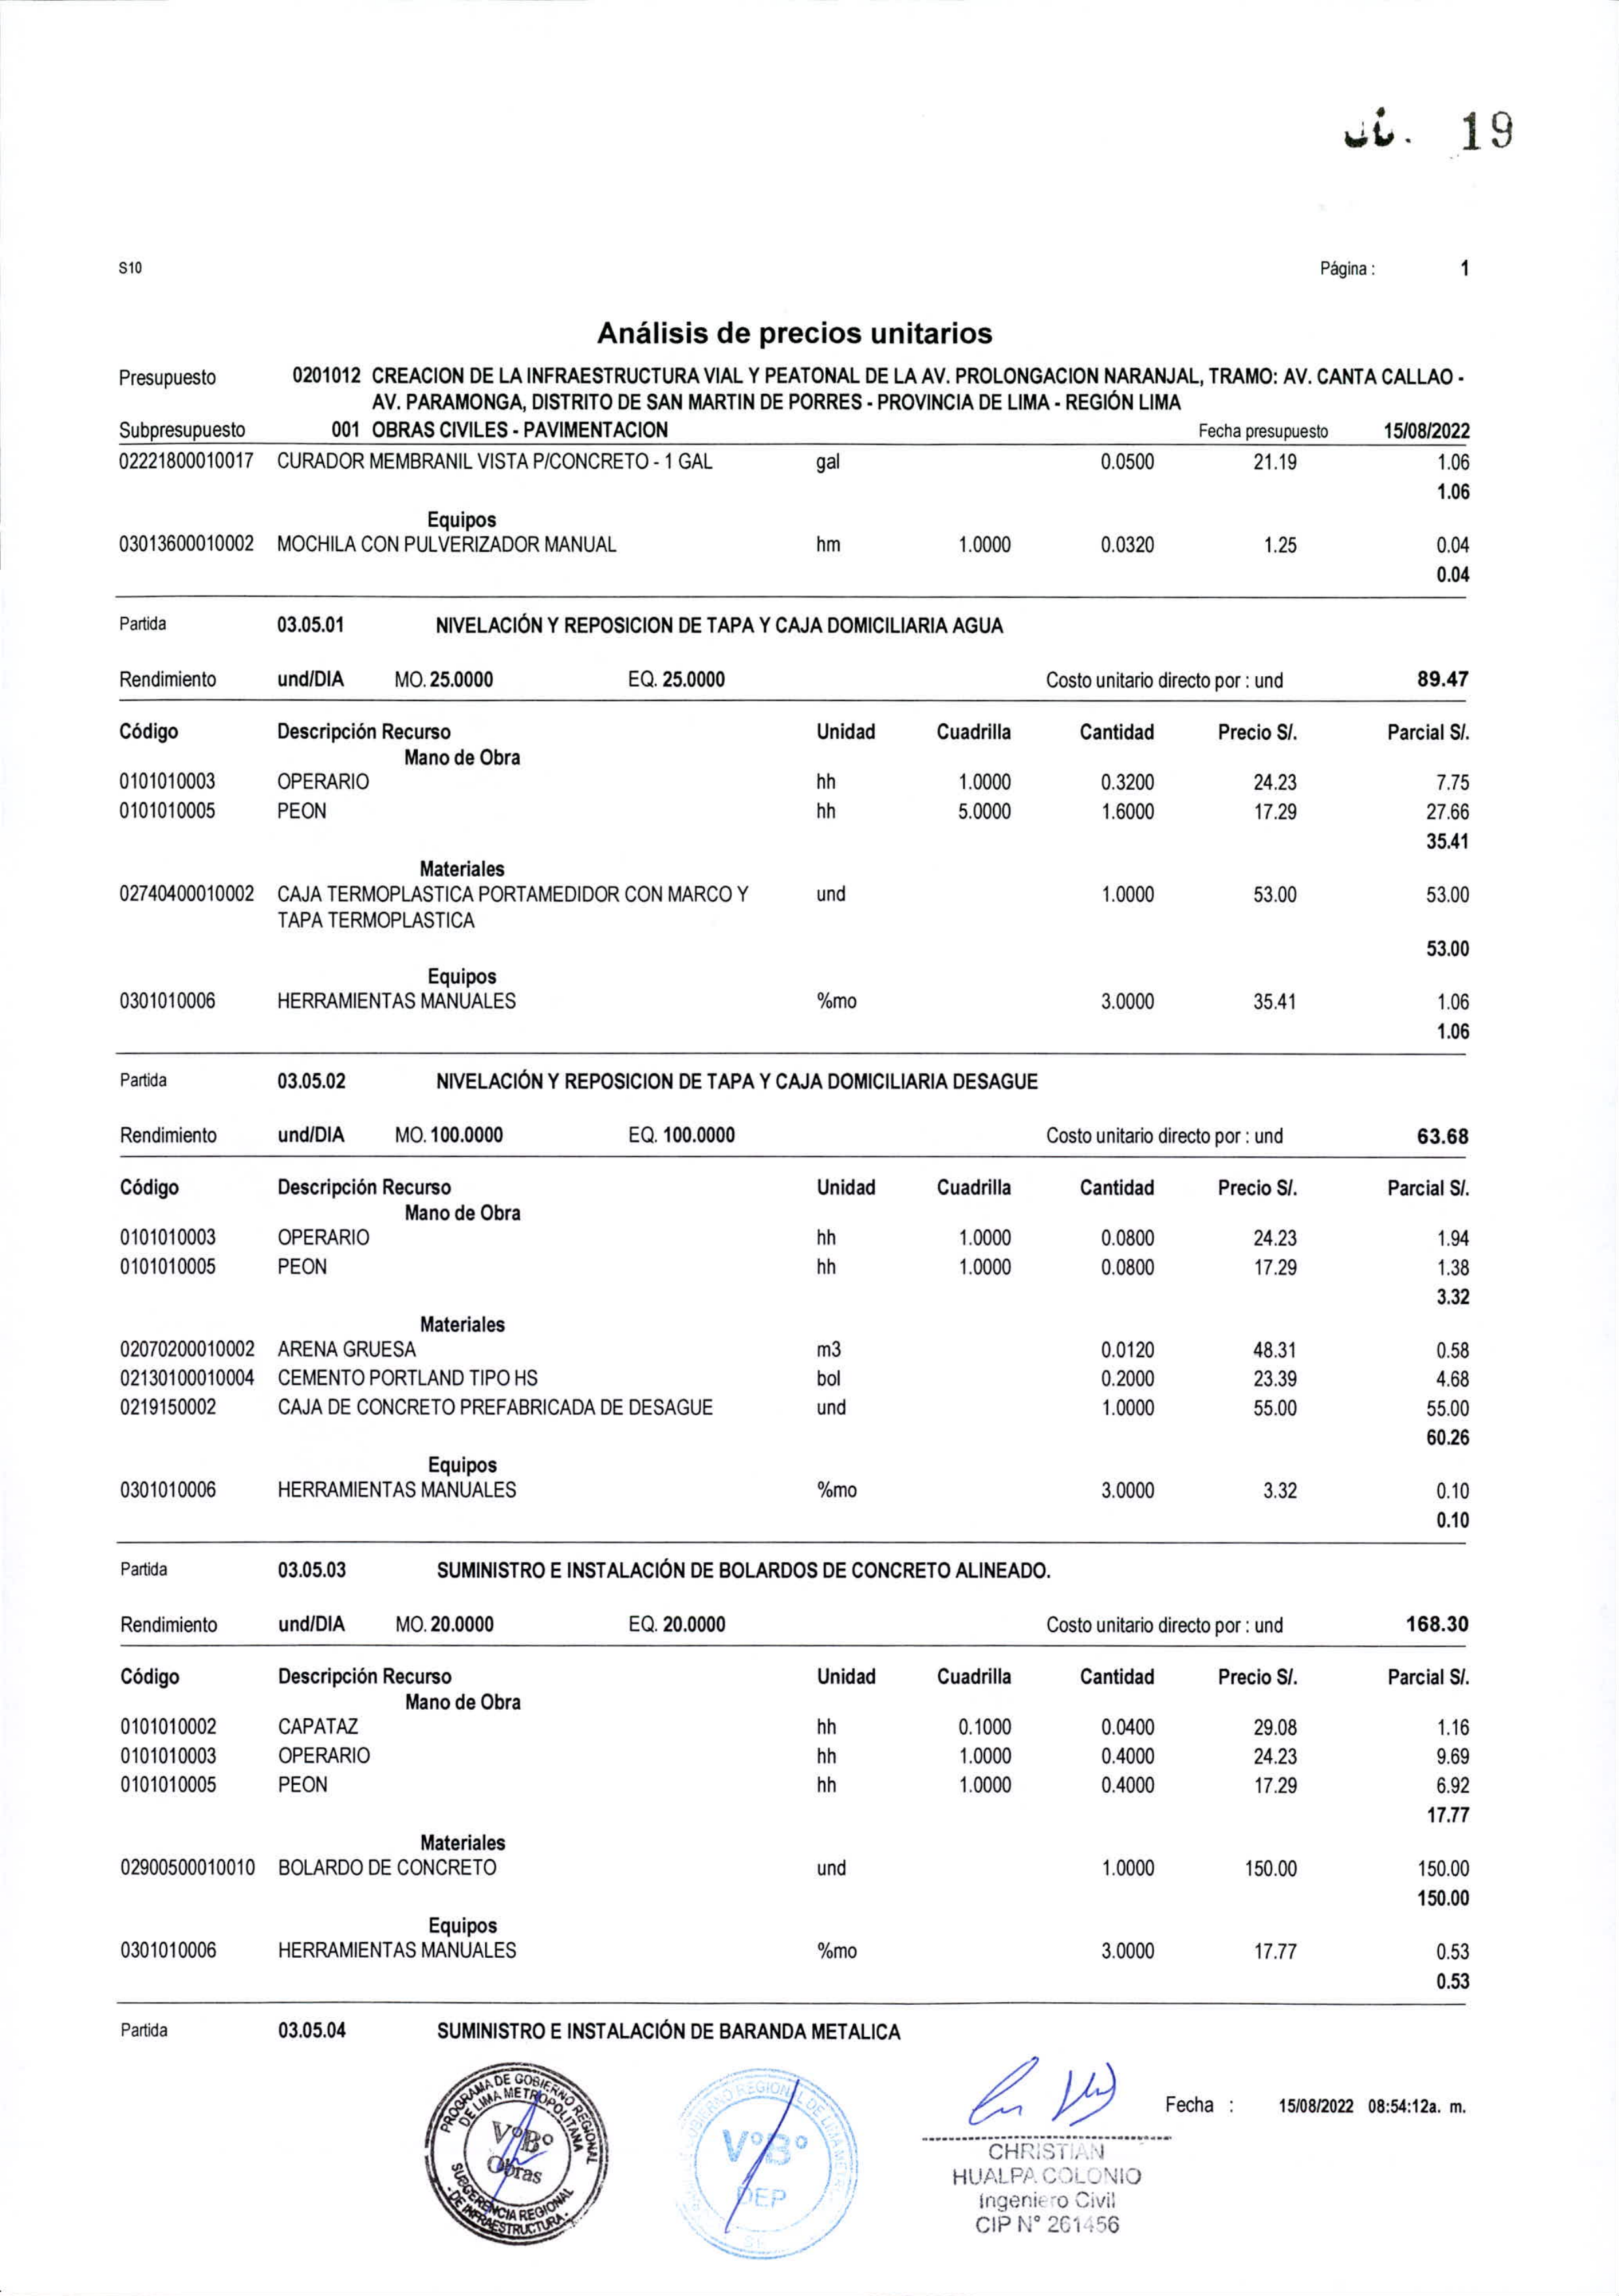 19
S10 Página : 1
Análisis de precios unitarios
Presupuesto 0201012 CREACION DE LA INFRAESTRUCTURA VIAL Y PEATONAL DE LA AV. PROLONGACION NARANJAL, TRAMO: AV. CANTA CALLAO -
AV. PARAMONGA, DISTRITO DE SAN MARTIN DE PORRES - PROVINCIA DE LIMA - REGIÓN LIMA
Subpresupuesto 001 OBRAS CIVILES - PAVIMENTACION Fecha presupuesto 15/08/2022
02221800010017 CURADOR MEMBRANIL VISTA P/CONCRETO - 1 GAL gal 0.0500 21.19 1.06
1.06
Equipos
03013600010002 MOCHILA CON PULVERIZADOR MANUAL hm 1.0000 0.0320 1.25 0.04
0.04
Partida 03.05.01 NIVELACIÓN Y REPOSICION DE TAPA Y CAJA DOMICILIARIA AGUA
Rendimiento und/DIA MO. 25.0000 EQ. 25.0000 Costo unitario directo por : und 89.47
Código Descripción Recurso Unidad Cuadrilla Cantidad Precio S/. Parcial S/.
Mano de Obra
0101010003 OPERARIO hh 1.0000 0.3200 24.23 7.75
0101010005 PEON hh 5.0000 1.6000 17.29 27.66
35.41
Materiales
02740400010002 CAJA TERMOPLASTICA PORTAMEDIDOR CON MARCO Y und 1.0000 53.00 53.00
TAPA TERMOPLASTICA
53.00
Equipos
0301010006 HERRAMIENTAS MANUALES %mo 3.0000 35.41 1.06
1.06
Partida 03.05.02 NIVELACIÓN Y REPOSICION DE TAPA Y CAJA DOMICILIARIA DESAGUE
Rendimiento und/DIA MO. 100.0000 EQ. 100.0000 Costo unitario directo por : und 63.68
Código Descripción Recurso Unidad Cuadrilla Cantidad Precio S/. Parcial S/.
Mano de Obra
0101010003 OPERARIO hh 1.0000 0.0800 24.23 1.94
0101010005 PEON hh 1.0000 0.0800 17.29 1.38
3.32
Materiales
02070200010002 ARENA GRUESA m3 0.0120 48.31 0.58
02130100010004 CEMENTO PORTLAND TIPO HS bol 0.2000 23.39 4.68
0219150002 CAJA DE CONCRETO PREFABRICADA DE DESAGUE und 1.0000 55.00 55.00
60.26
Equipos
0301010006 HERRAMIENTAS MANUALES %mo 3.0000 3.32 0.10
0.10
Partida 03.05.03 SUMINISTRO E INSTALACIÓN DE BOLARDOS DE CONCRETO ALINEADO.
Rendimiento und/DIA MO. 20.0000 EQ. 20.0000 Costo unitario directo por : und 168.30
Código Descripción Recurso Unidad Cuadrilla Cantidad Precio S/. Parcial S/.
Mano de Obra
0101010002 CAPATAZ hh 0.1000 0.0400 29.08 1.16
0101010003 OPERARIO hh 1.0000 0.4000 24.23 9.69
0101010005 PEON hh 1.0000 0.4000 17.29 6.92
17.77
Materiales
02900500010010 BOLARDO DE CONCRETO und 1.0000 150.00 150.00
150.00
Equipos
0301010006 HERRAMIENTAS MANUALES %mo 3.0000 17.77 0.53
0.53
Partida 03.05.04 SUMINISTRO E INSTALACIÓN DE BARANDA METALICA
PROGRAMA DE GOBIERNO REGIONAL
DE LIMA METROPOLITANA
V°B°
Obras
SUBGERENCIA REGIONAL
- DE INFRAESTRUCTURA -
GOBIERNO REGIONAL DE LIMA
V°B°
DEP
Fecha : 15/08/2022 08:54:12a. m.
CHRISTIAN
HUALPA COLONIO
Ingeniero Civil
CIP N° 261456